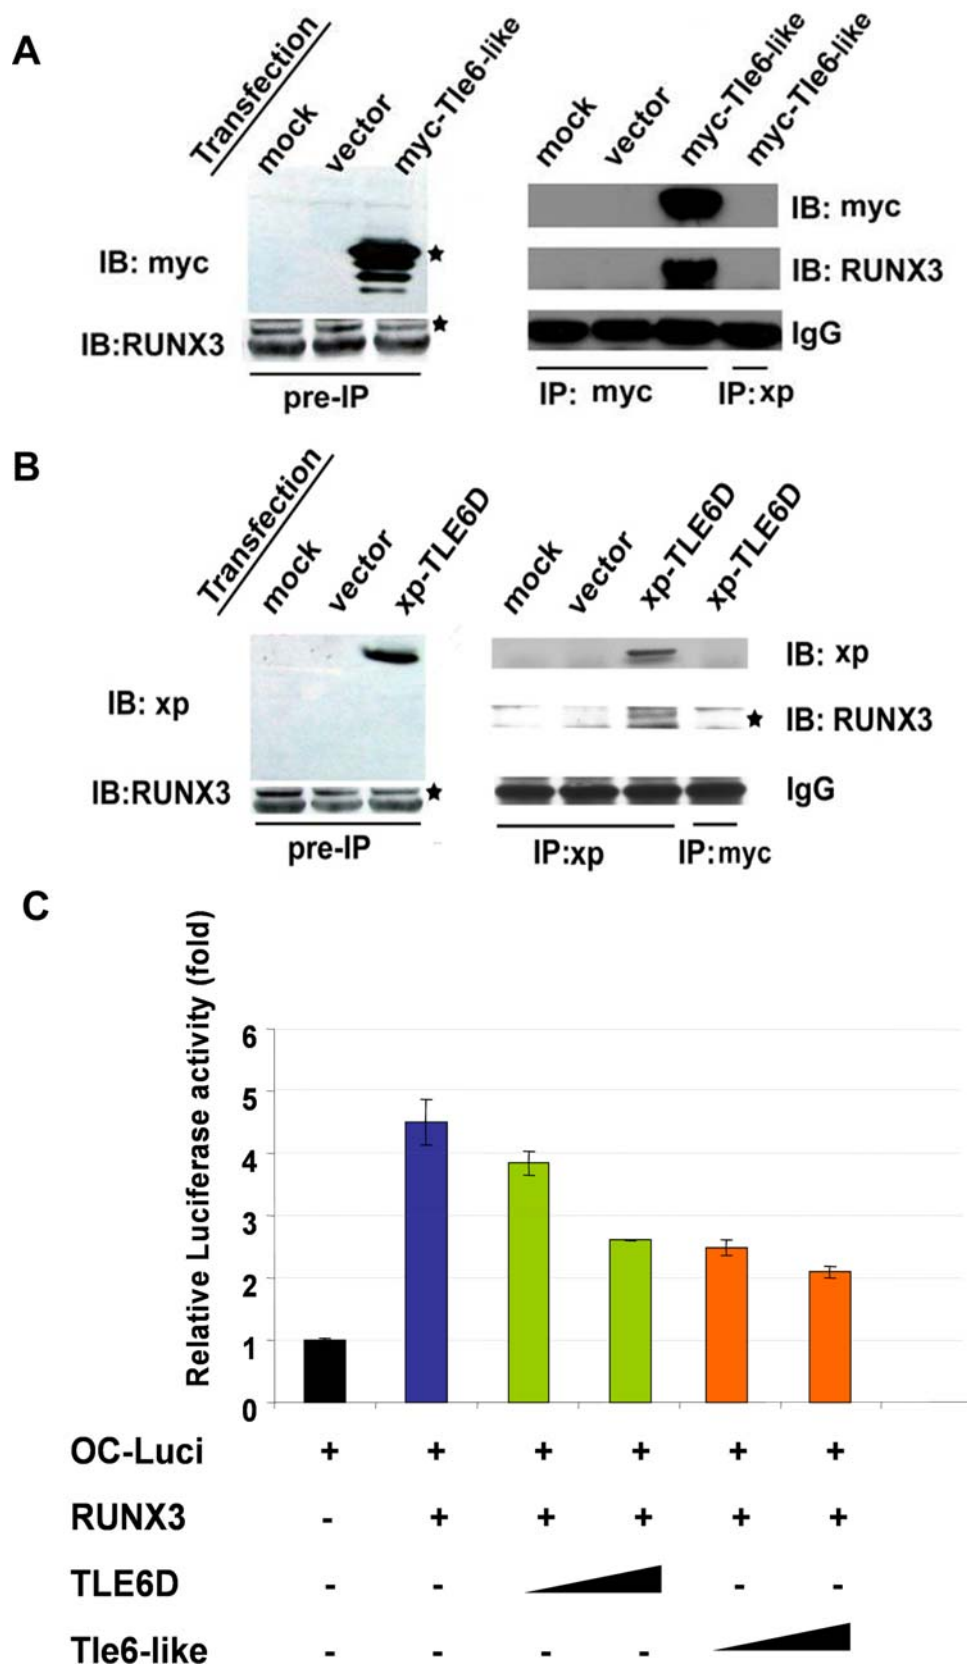 A
Transfection
mock
vector
myc-Tle6-like
mock
vector
myc-Tle6-like
myc-Tle6-like
IB: myc
IB:RUNX3
pre-IP
IB: myc
IB: RUNX3
IgG
IP: myc
IP:xp
B
Transfection
mock
vector
xp-TLE6D
mock
vector
xp-TLE6D
xp-TLE6D
IB: xp
IB:RUNX3
pre-IP
IB: xp
IB: RUNX3
IgG
IP:xp
IP:myc
C
Relative Luciferase activity (fold)
6
5
4
3
2
1
0
OC-Luci + + + + + +
RUNX3 - + + + + +
TLE6D - - - -
Tle6-like - - - -